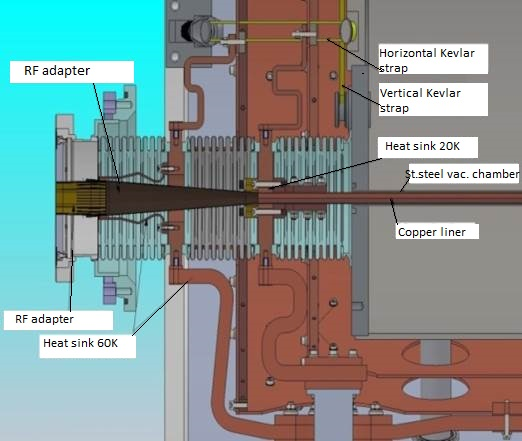 Horizontal Kevlar
strap
RF adapter
Vertical Kevlar
strap
Heat sink 20K
St.steel vac. chamber
Copper liner
RF adapter
Heat sink 60K